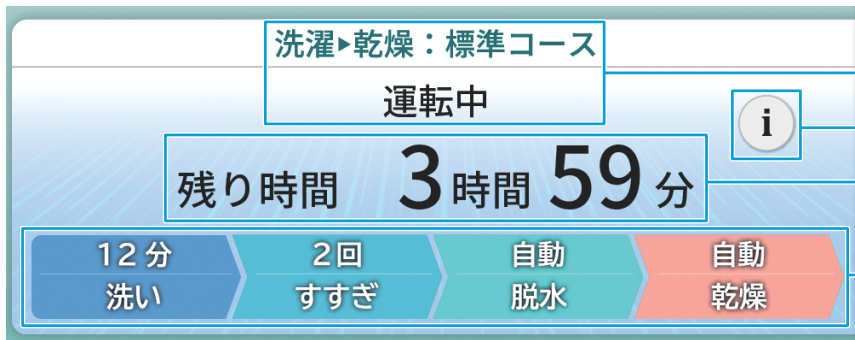 洗濯▶乾燥：標準コース
運転中
i
残り時間 3時間59分
12分 2回 自動 自動
洗い すすぎ 脱水 乾燥